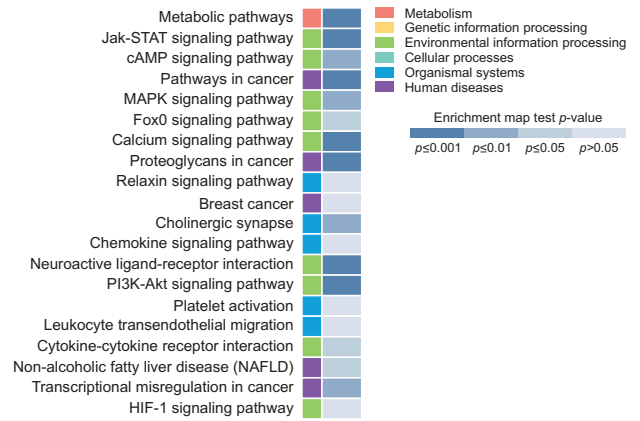 Metabolic pathways
Jak-STAT signaling pathway
cAMP signaling pathway
Pathways in cancer
MAPK signaling pathway
Fox0 signaling pathway
Calcium signaling pathway
Proteoglycans in cancer
Relaxin signaling pathway
Breast cancer
Cholinergic synapse
Chemokine signaling pathway
Neuroactive ligand-receptor interaction
PI3K-Akt signaling pathway
Platelet activation
Leukocyte transendothelial migration
Cytokine-cytokine receptor interaction
Non-alcoholic fatty liver disease (NAFLD)
Transcriptional misregulation in cancer
HIF-1 signaling pathway
Metabolism
Genetic information processing
Environmental information processing
Cellular processes
Organismal systems
Human diseases
Enrichment map test p-value
p≤0.001 p≤0.01 p≤0.05 p>0.05